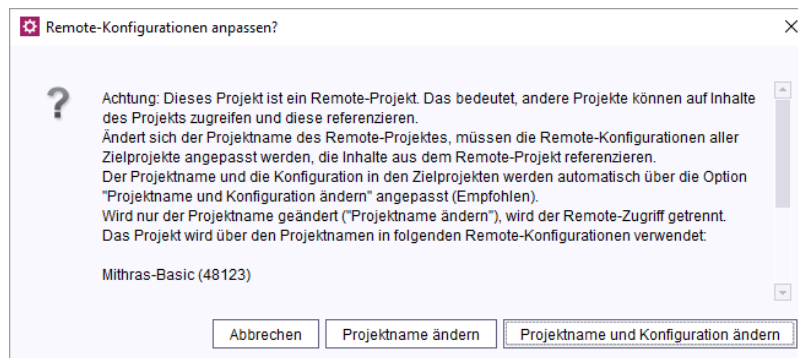 Remote-Konfigurationen anpassen?
Achtung: Dieses Projekt ist ein Remote-Projekt. Das bedeutet, andere Projekte können auf Inhalte
des Projekts zugreifen und diese referenzieren.
Ändert sich der Projektname des Remote-Projektes, müssen die Remote-Konfigurationen aller
Zielprojekte angepasst werden, die Inhalte aus dem Remote-Projekt referenzieren.
Der Projektname und die Konfiguration in den Zielprojekten werden automatisch über die Option
"Projektname und Konfiguration ändern" angepasst (Empfohlen).
Wird nur der Projektname geändert ("Projektname ändern"), wird der Remote-Zugriff getrennt.
Das Projekt wird über den Projektnamen in folgenden Remote-Konfigurationen verwendet:
Mithras-Basic (48123)
Abbrechen Projektname ändern Projektname und Konfiguration ändern